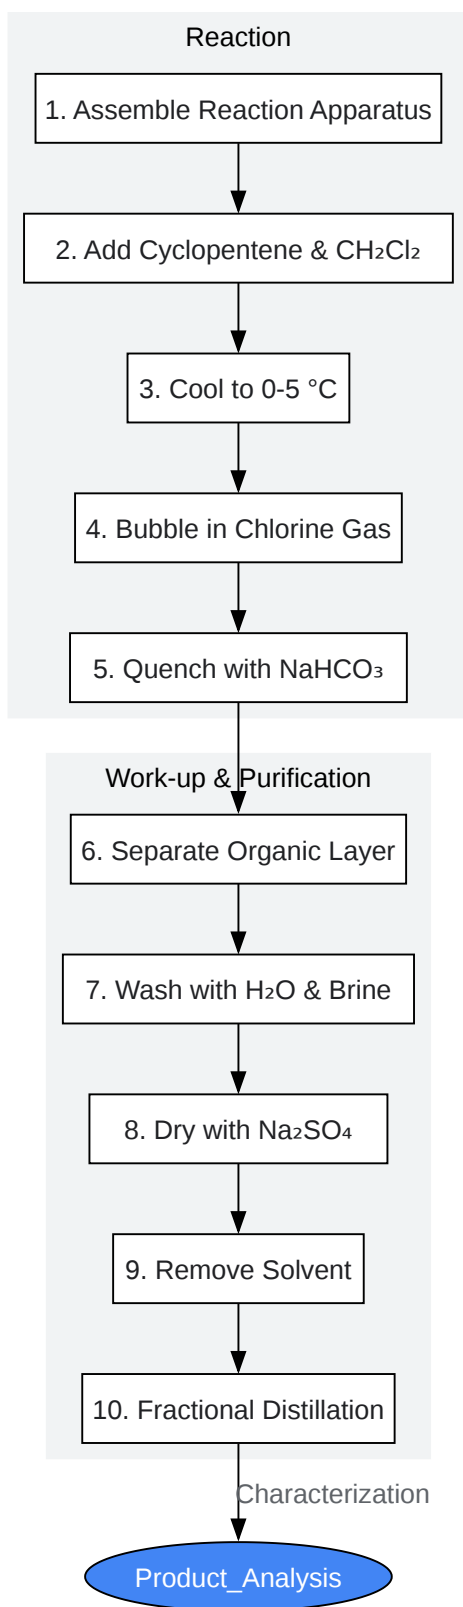 Reaction
1. Assemble Reaction Apparatus
2. Add Cyclopentene & CH₂Cl₂
3. Cool to 0-5 °C
4. Bubble in Chlorine Gas
5. Quench with NaHCO₃
Work-up & Purification
6. Separate Organic Layer
7. Wash with H₂O & Brine
8. Dry with Na₂SO₄
9. Remove Solvent
10. Fractional Distillation
Characterization
Product_Analysis